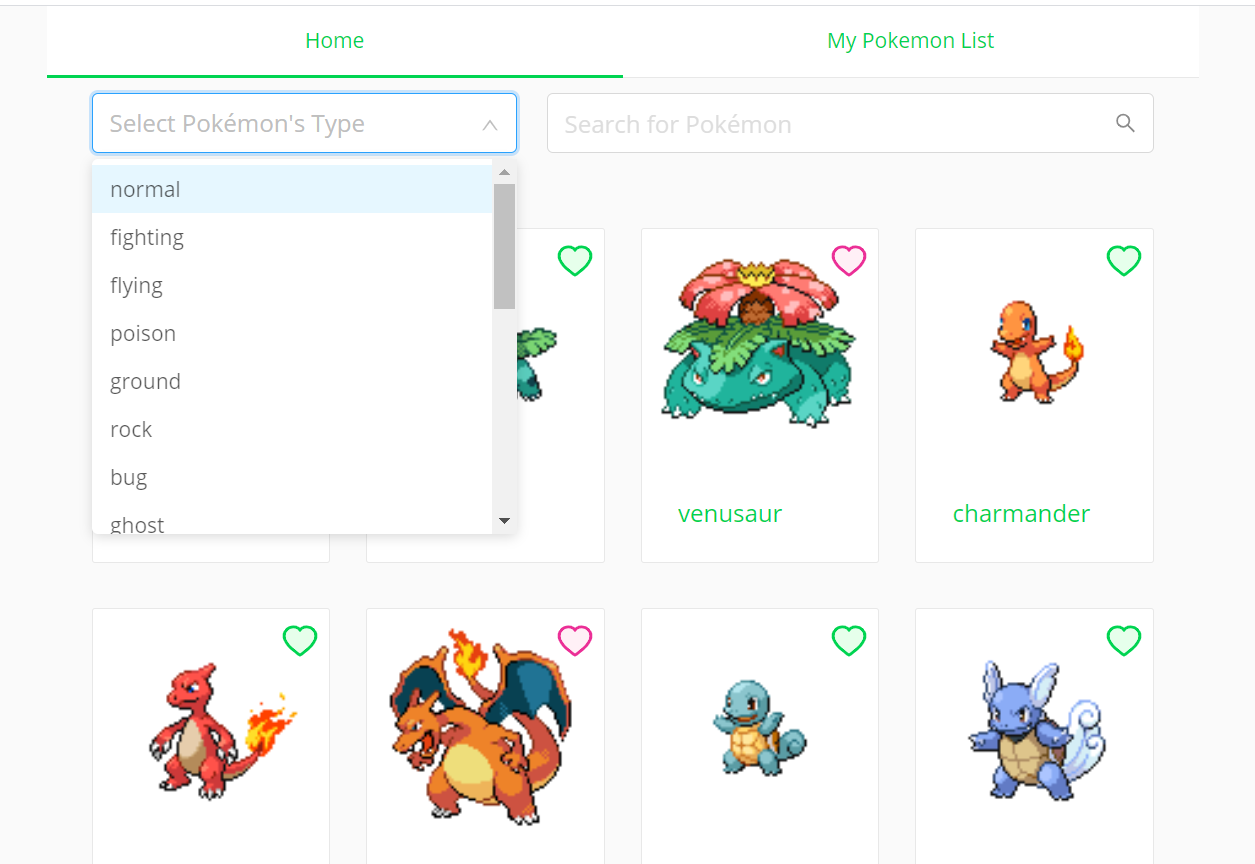 Home
My Pokemon List
Select Pokémon's Type
Search for Pokémon
normal
fighting
flying
poison
ground
rock
bug
ghost
venusaur
charmander